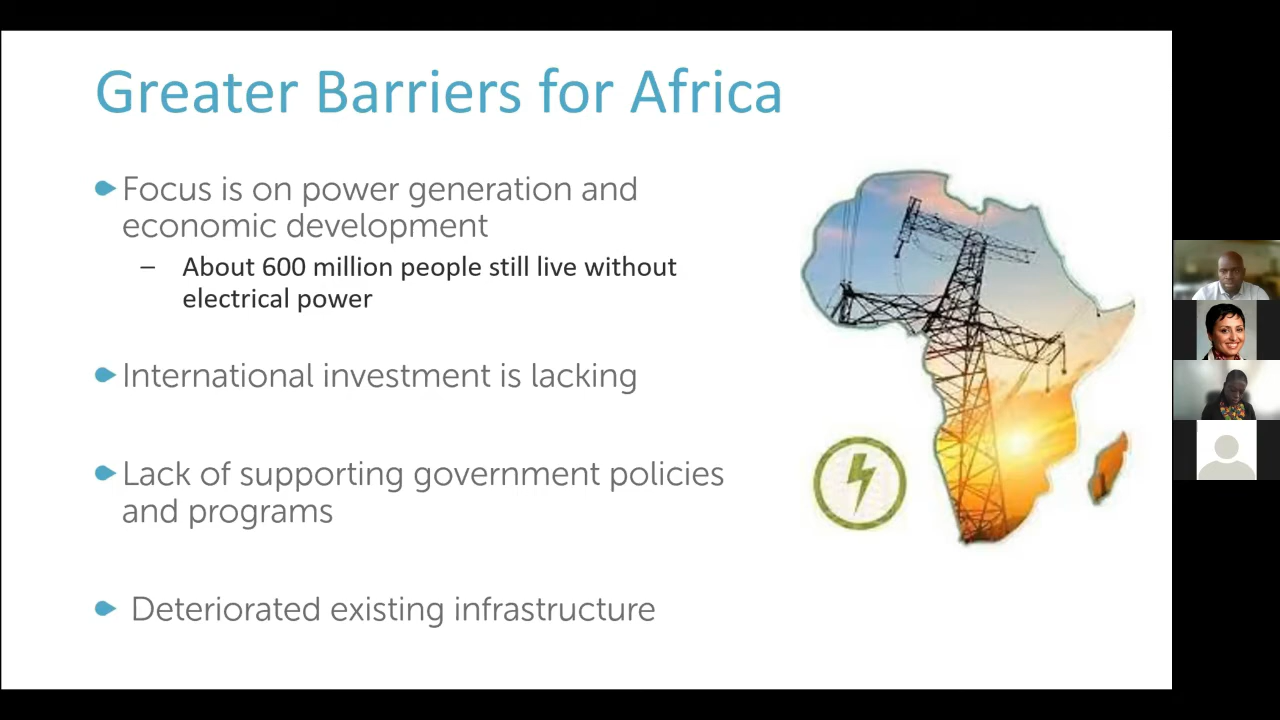 Greater Barriers for Africa
Focus is on power generation and
economic development
– About 600 million people still live without
electrical power
International investment is lacking
Lack of supporting government policies
and programs
Deteriorated existing infrastructure